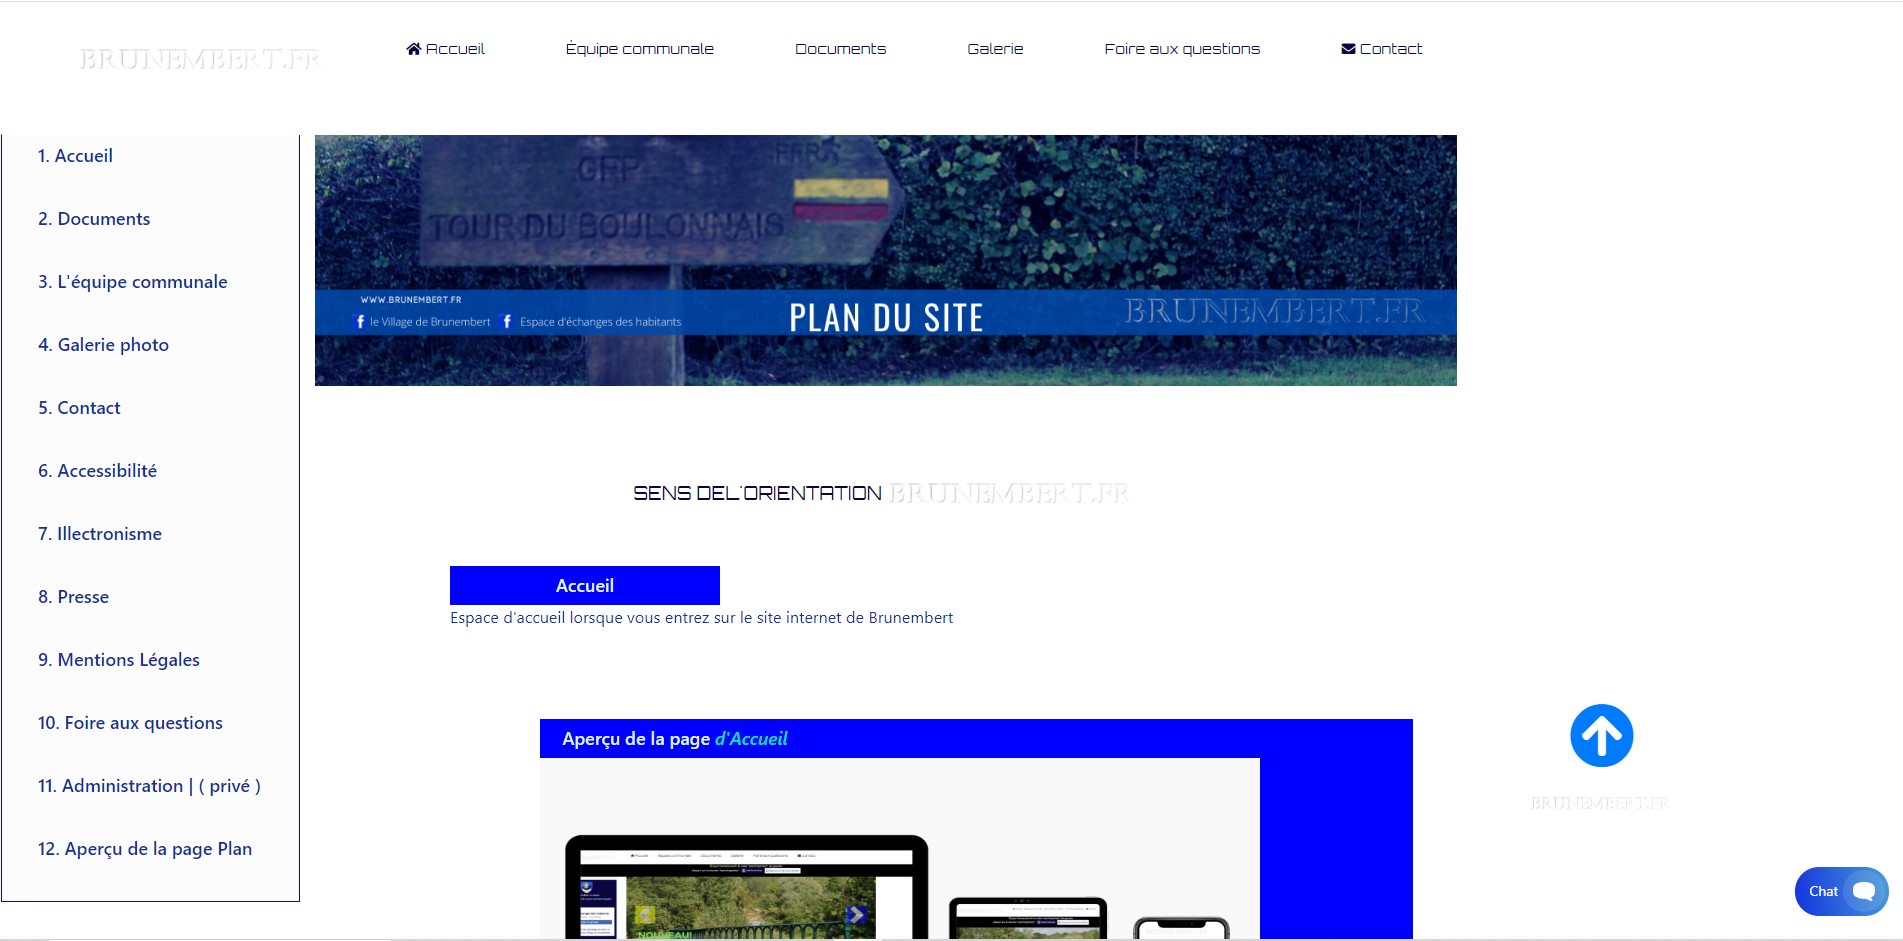 BRUNEMBERT.FR
Accueil
Équipe communale
Documents
Galerie
Foire aux questions
Contact
1. Accueil
2. Documents
3. L'équipe communale
4. Galerie photo
5. Contact
6. Accessibilité
7. Illectronisme
8. Presse
9. Mentions Légales
10. Foire aux questions
11. Administration | ( privé )
12. Aperçu de la page Plan
TOUR DU BOULONNAIS
WWW.BRUNEMBERT.FR
le Village de Brunembert
Espace d'échanges des habitants
PLAN DU SITE
BRUNEMBERT.FR
SENS DEL'ORIENTATION BRUNEMBERT.FR
Accueil
Espace d'accueil lorsque vous entrez sur le site internet de Brunembert
Aperçu de la page d'Accueil
NOUVEAU!
BRUNEMBERT.FR
Chat